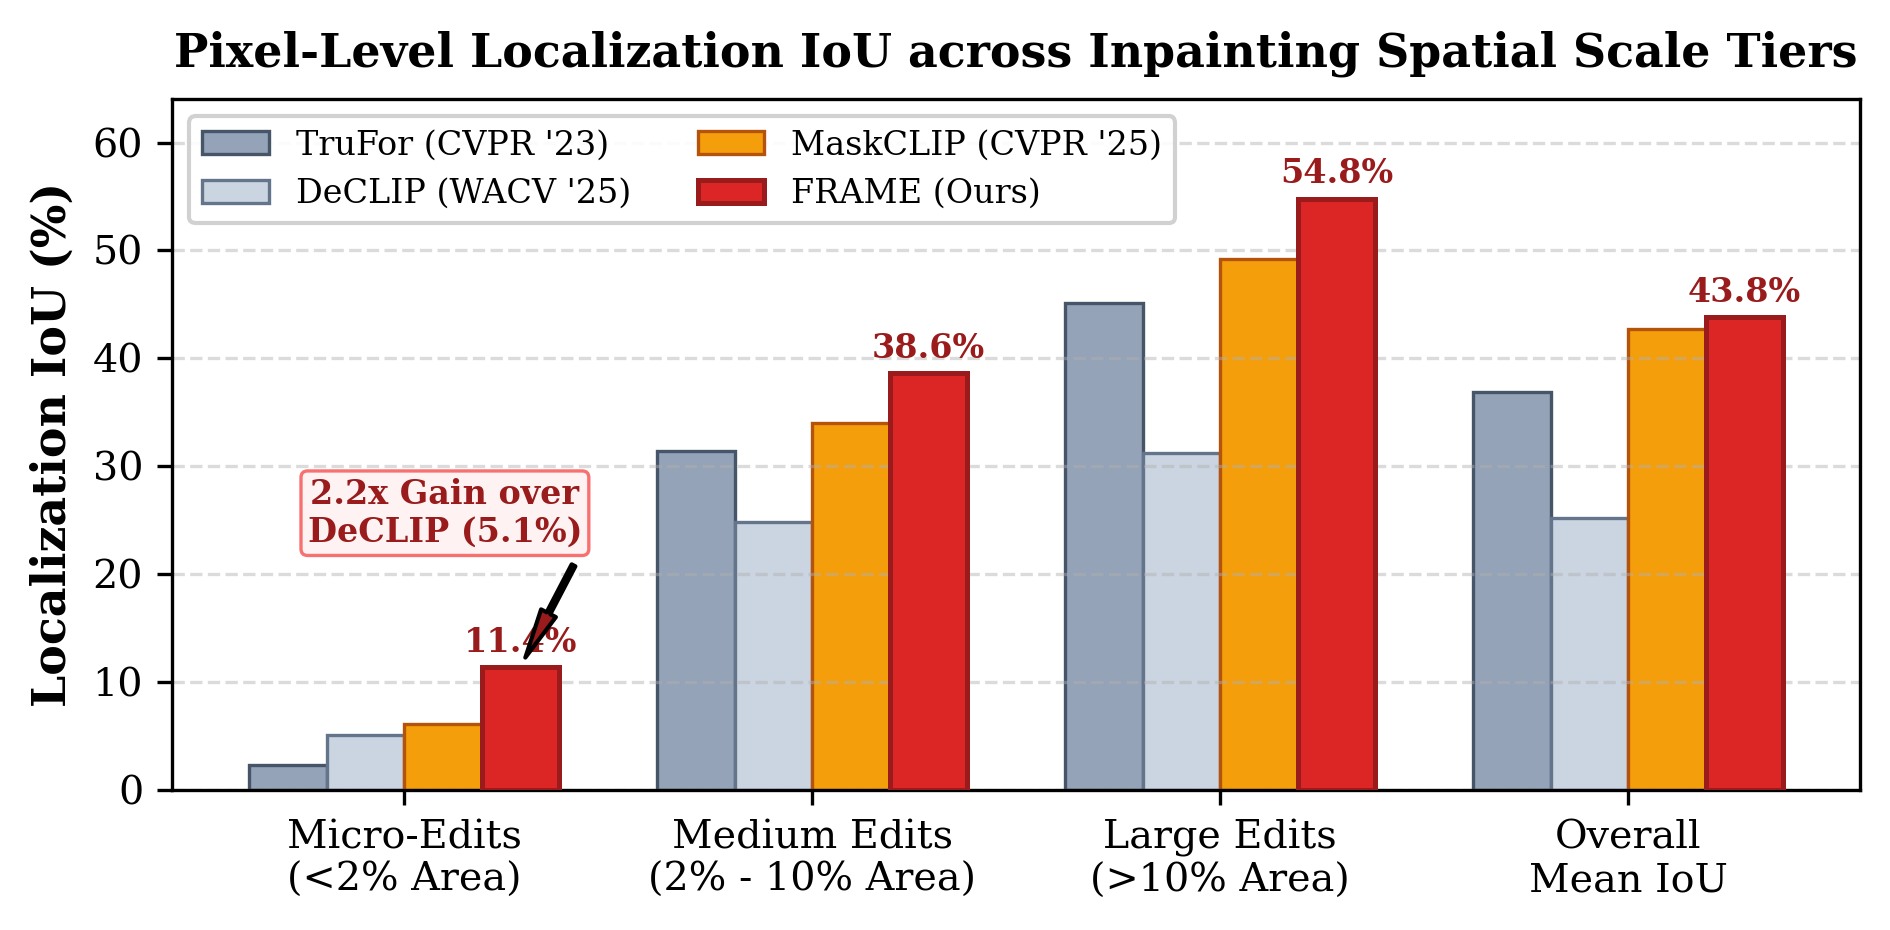 Pixel-Level Localization IoU across Inpainting Spatial Scale Tiers
Localization IoU (%)
60
50
40
30
20
10
0
TruFor (CVPR '23)
DeCLIP (WACV '25)
MaskCLIP (CVPR '25)
FRAME (Ours)
2.2x Gain over
DeCLIP (5.1%)
11.4%
38.6%
54.8%
43.8%
Micro-Edits
(<2% Area)
Medium Edits
(2% - 10% Area)
Large Edits
(>10% Area)
Overall
Mean IoU